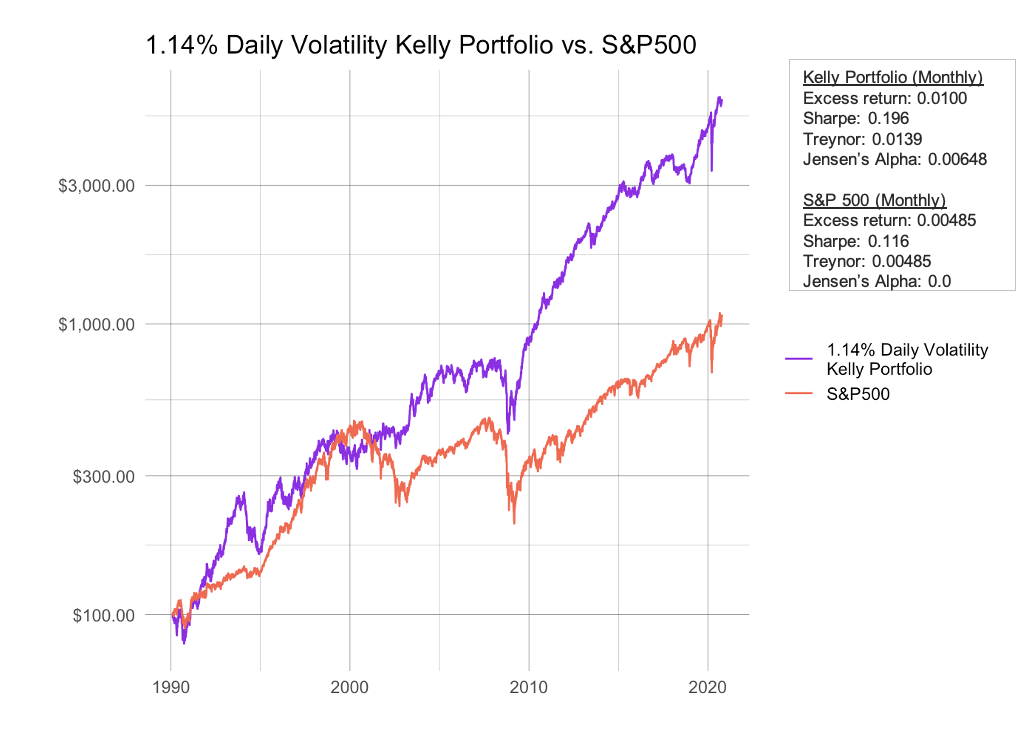 1.14% Daily Volatility Kelly Portfolio vs. S&P500
Kelly Portfolio (Monthly)
Excess return: 0.0100
Sharpe: 0.196
Treynor: 0.0139
Jensen's Alpha: 0.00648
S&P 500 (Monthly)
Excess return: 0.00485
Sharpe: 0.116
Treynor: 0.00485
Jensen's Alpha: 0.0
$3,000.00
$1,000.00
$300.00
$100.00
1990
2000
2010
2020
1.14% Daily Volatility
Kelly Portfolio
S&P500